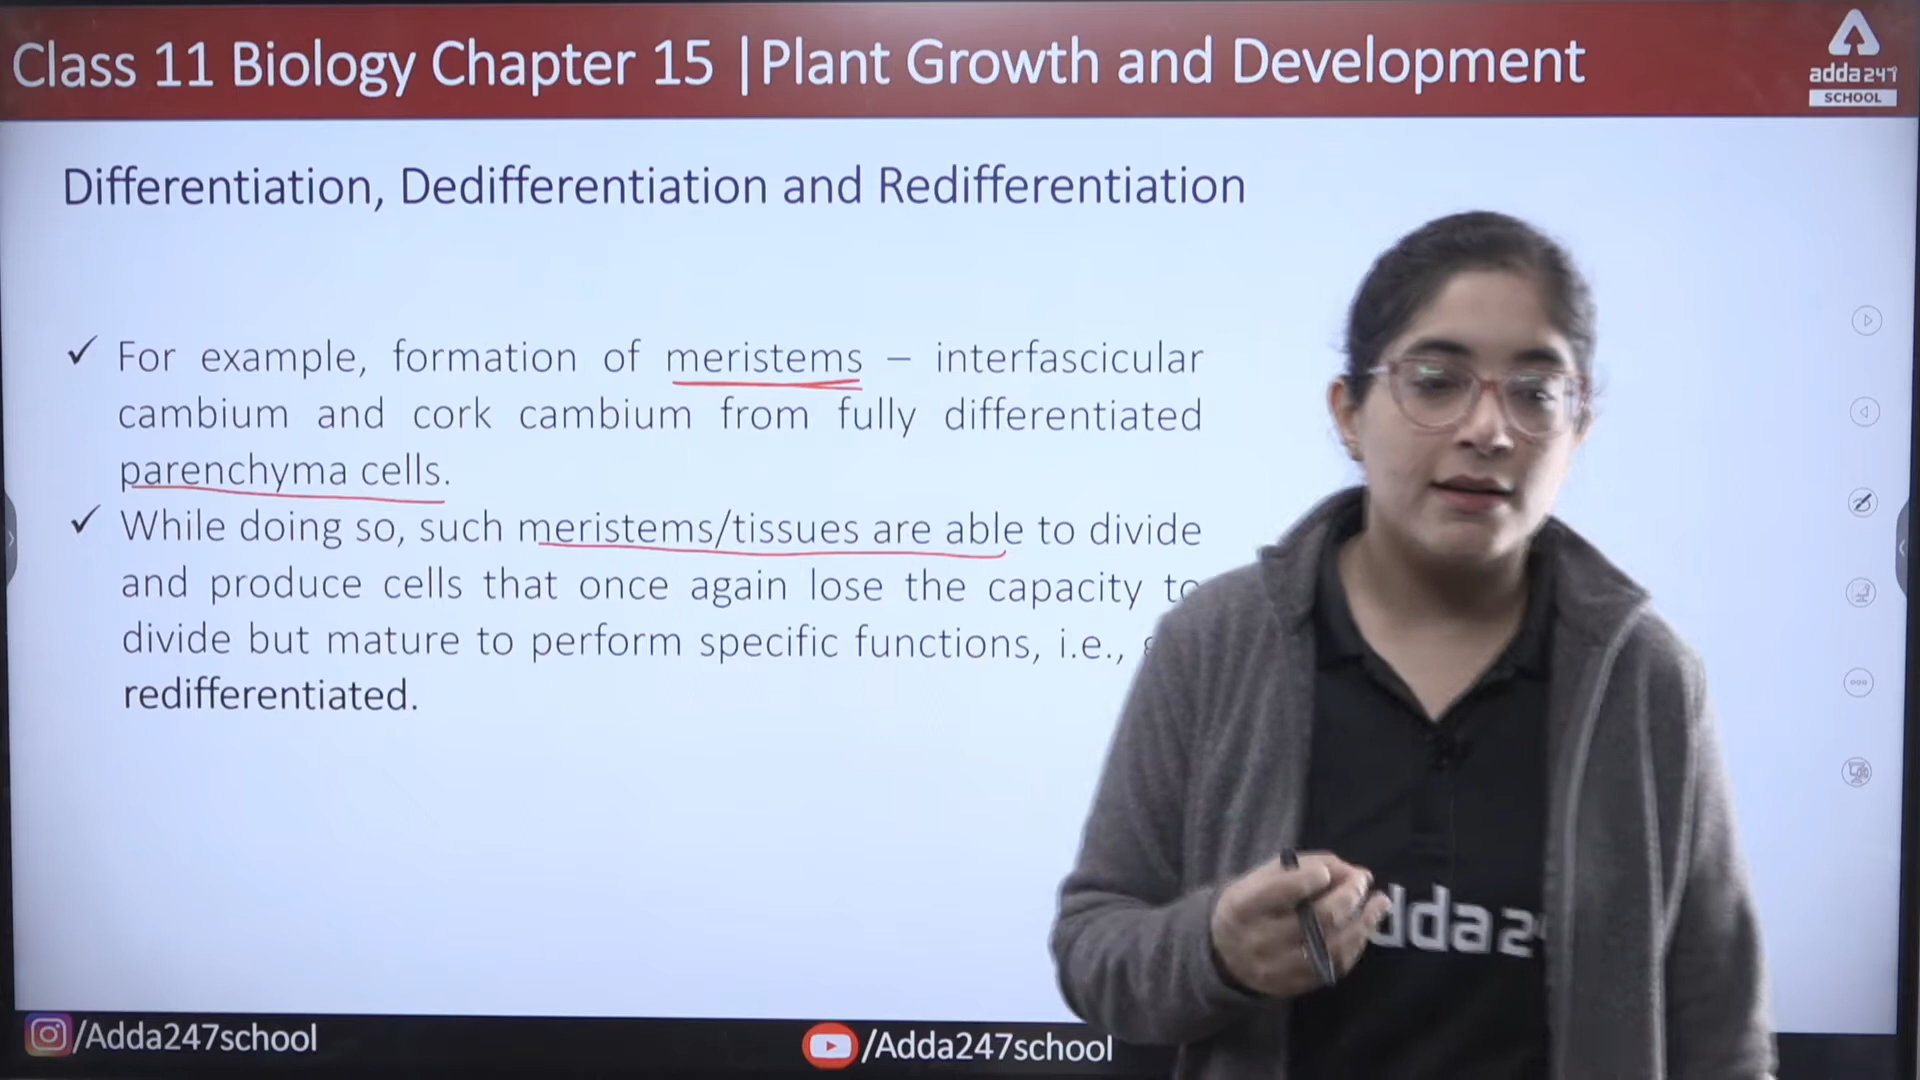 Class 11 Biology Chapter 15 | Plant Growth and Development
adda247
SCHOOL
Differentiation, Dedifferentiation and Redifferentiation
✓ For example, formation of meristems – interfascicular
cambium and cork cambium from fully differentiated
parenchyma cells.
✓ While doing so, such meristems/tissues are able to divide
and produce cells that once again lose the capacity to
divide but mature to perform specific functions, i.e.,
redifferentiated.
/Adda247school
/Adda247school